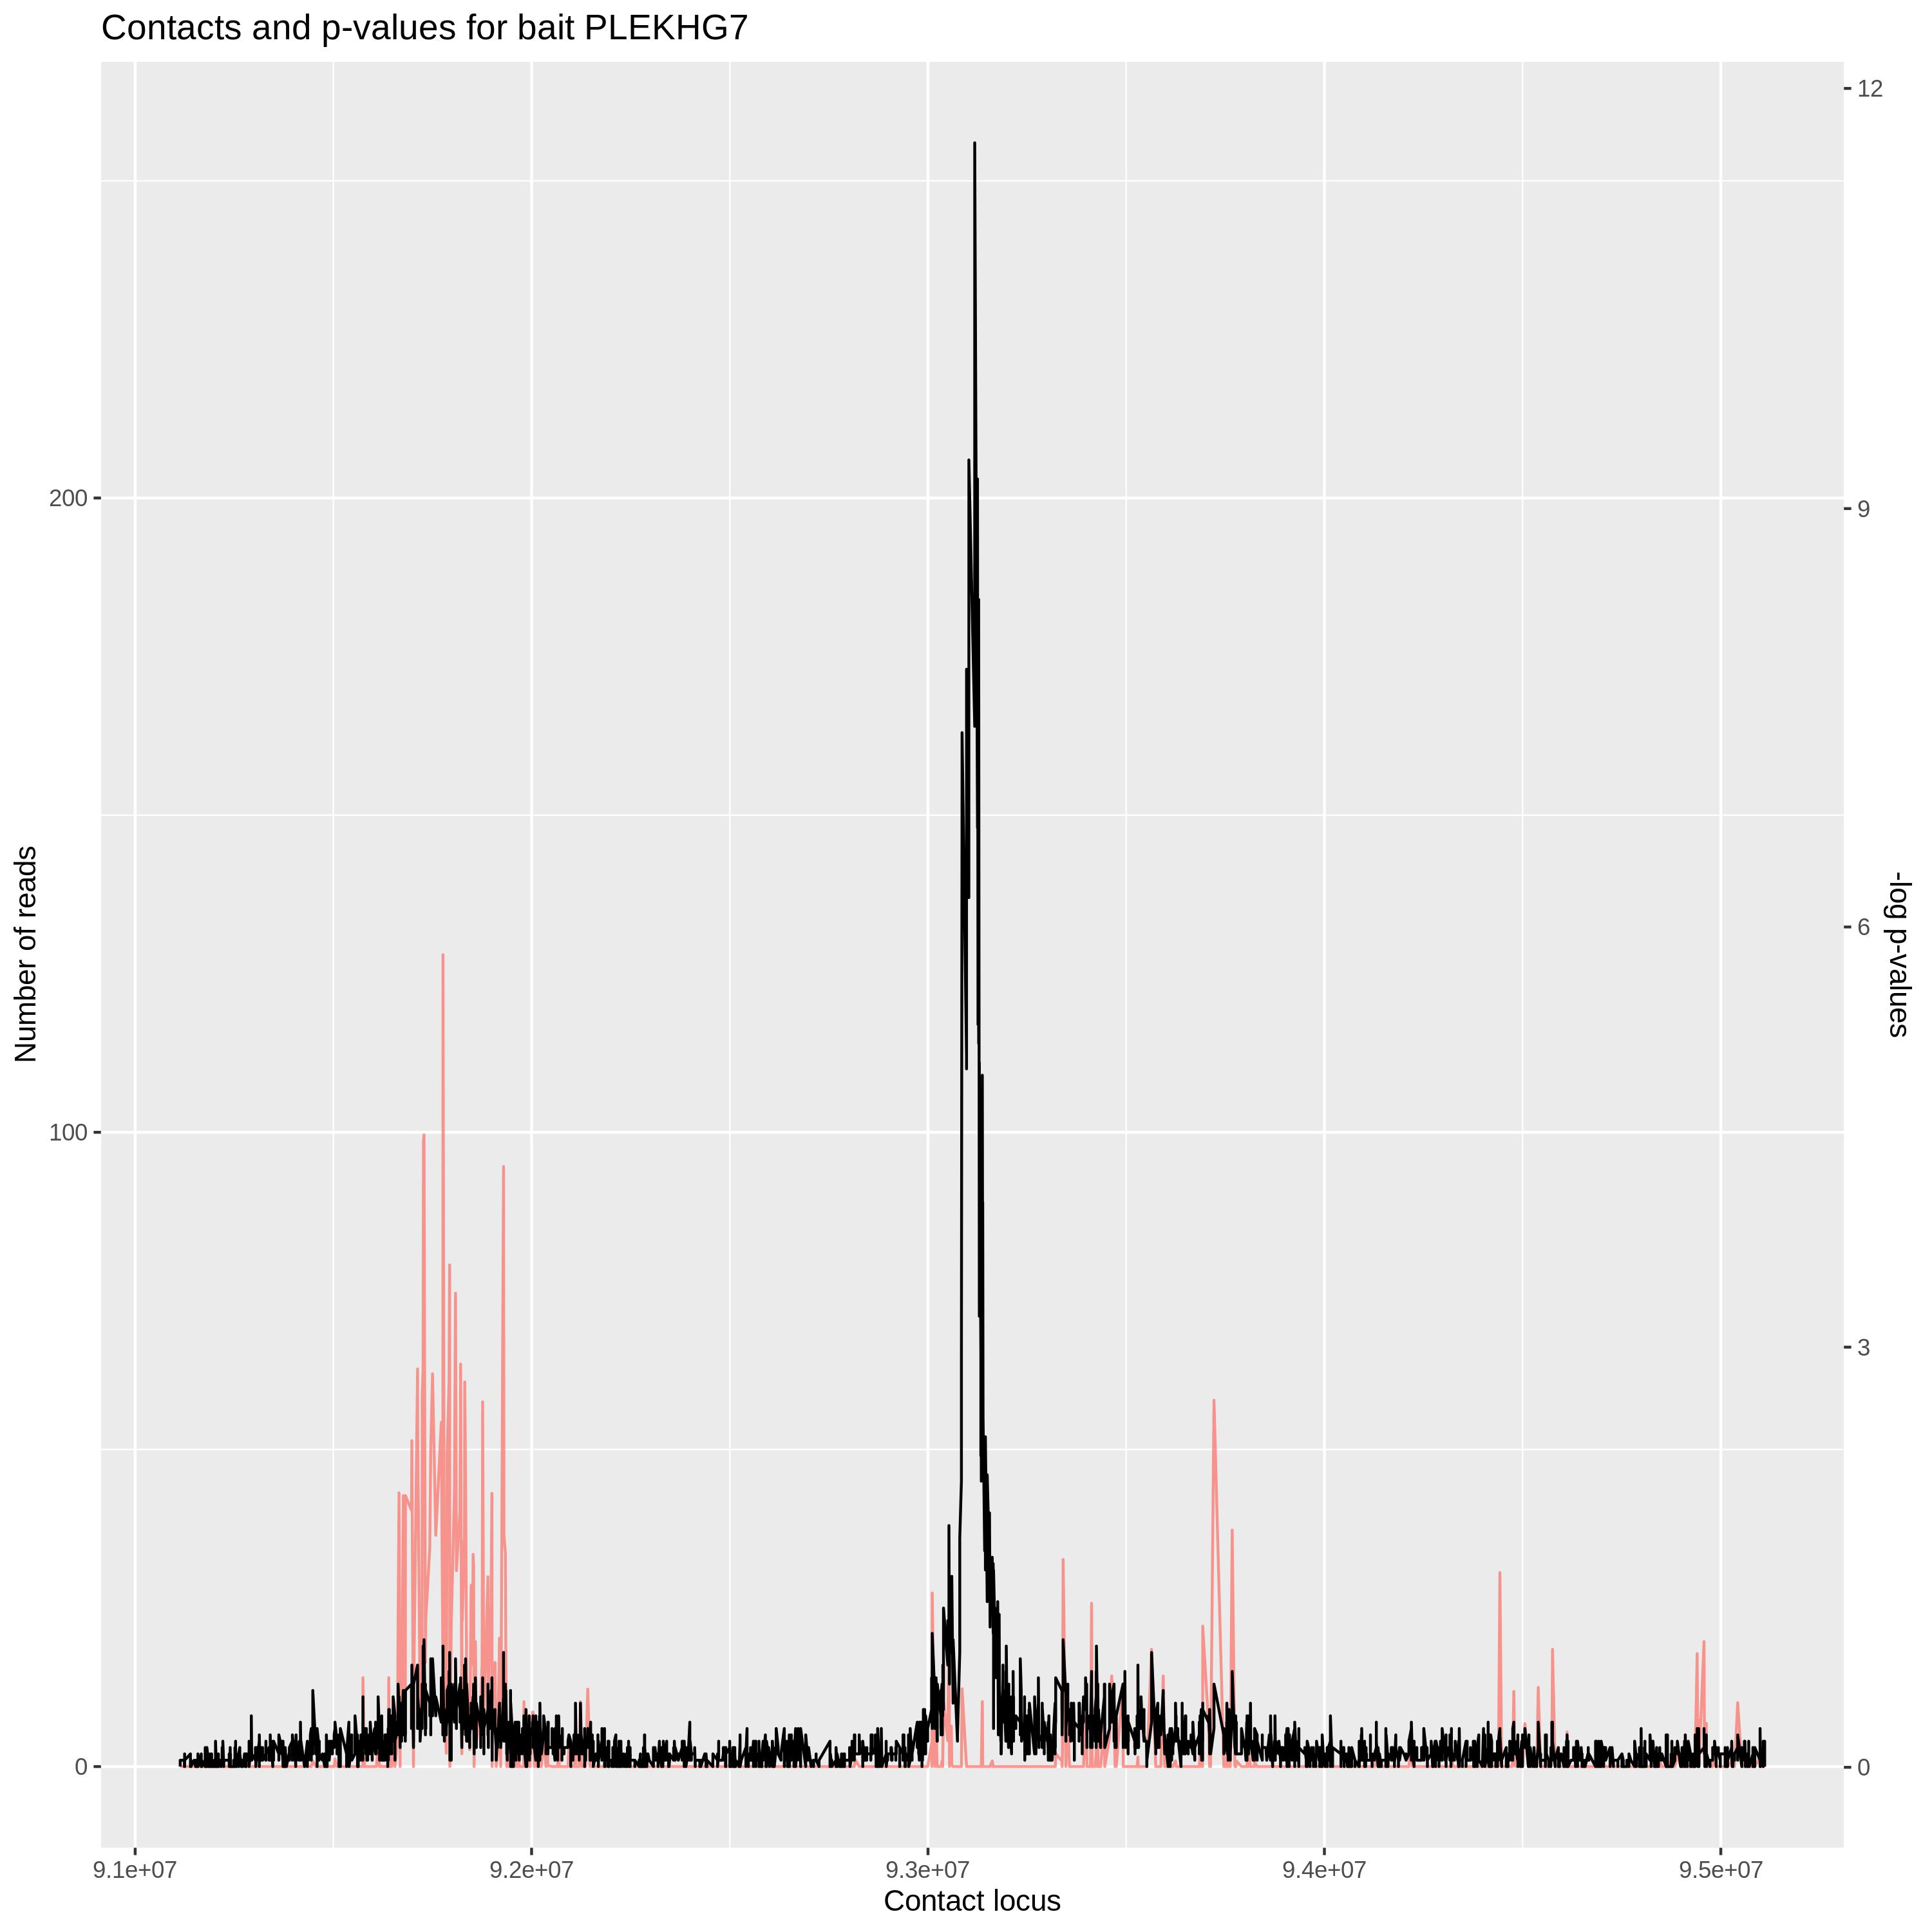 Contacts and p-values for bait PLEKHG7
12
200
9
Number of reads
-log p-values
6
100
3
0
0
9.1e+07
9.2e+07
9.3e+07
9.4e+07
9.5e+07
Contact locus